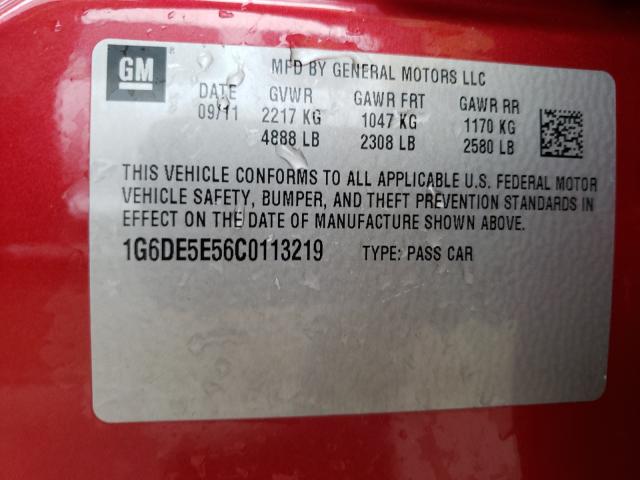 GM ®
MFD BY GENERAL MOTORS LLC
DATE GVWR GAWR FRT GAWR RR
09/11 2217 KG 1047 KG 1170 KG
4888 LB 2308 LB 2580 LB
THIS VEHICLE CONFORMS TO ALL APPLICABLE U.S. FEDERAL MOTOR
VEHICLE SAFETY, BUMPER, AND THEFT PREVENTION STANDARDS IN
EFFECT ON THE DATE OF MANUFACTURE SHOWN ABOVE.
1G6DE5E56C0113219 TYPE: PASS CAR